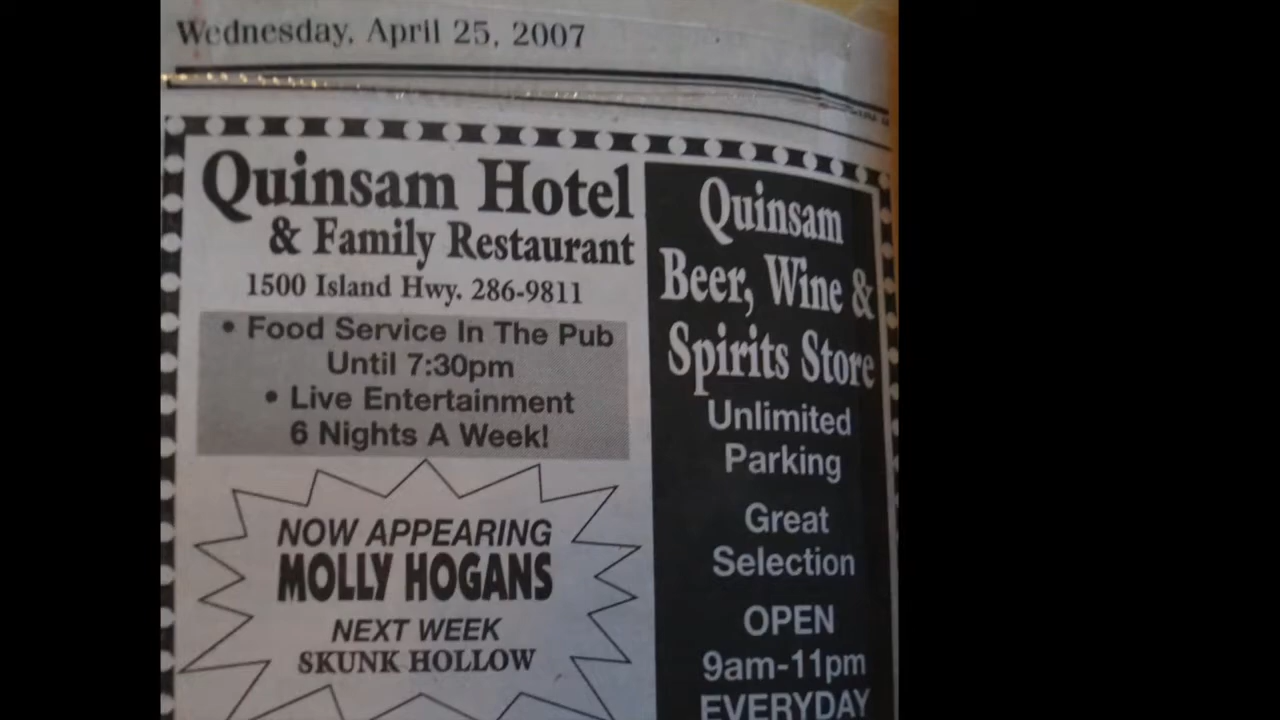 Wednesday, April 25, 2007
Quinsam Hotel
& Family Restaurant
1500 Island Hwy. 286-9811
• Food Service In The Pub
Until 7:30pm
• Live Entertainment
6 Nights A Week!
NOW APPEARING
MOLLY HOGANS
NEXT WEEK
SKUNK HOLLOW
Quinsam
Beer, Wine &
Spirits Store
Unlimited
Parking
Great
Selection
OPEN
9am-11pm
EVERYDAY